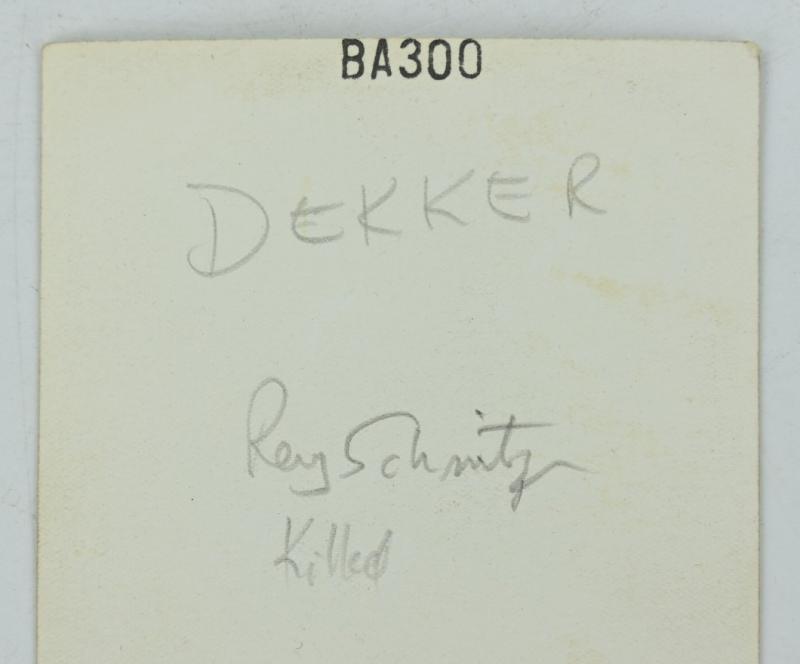 BA300
DEKKER
Ray Schmitz
Killed